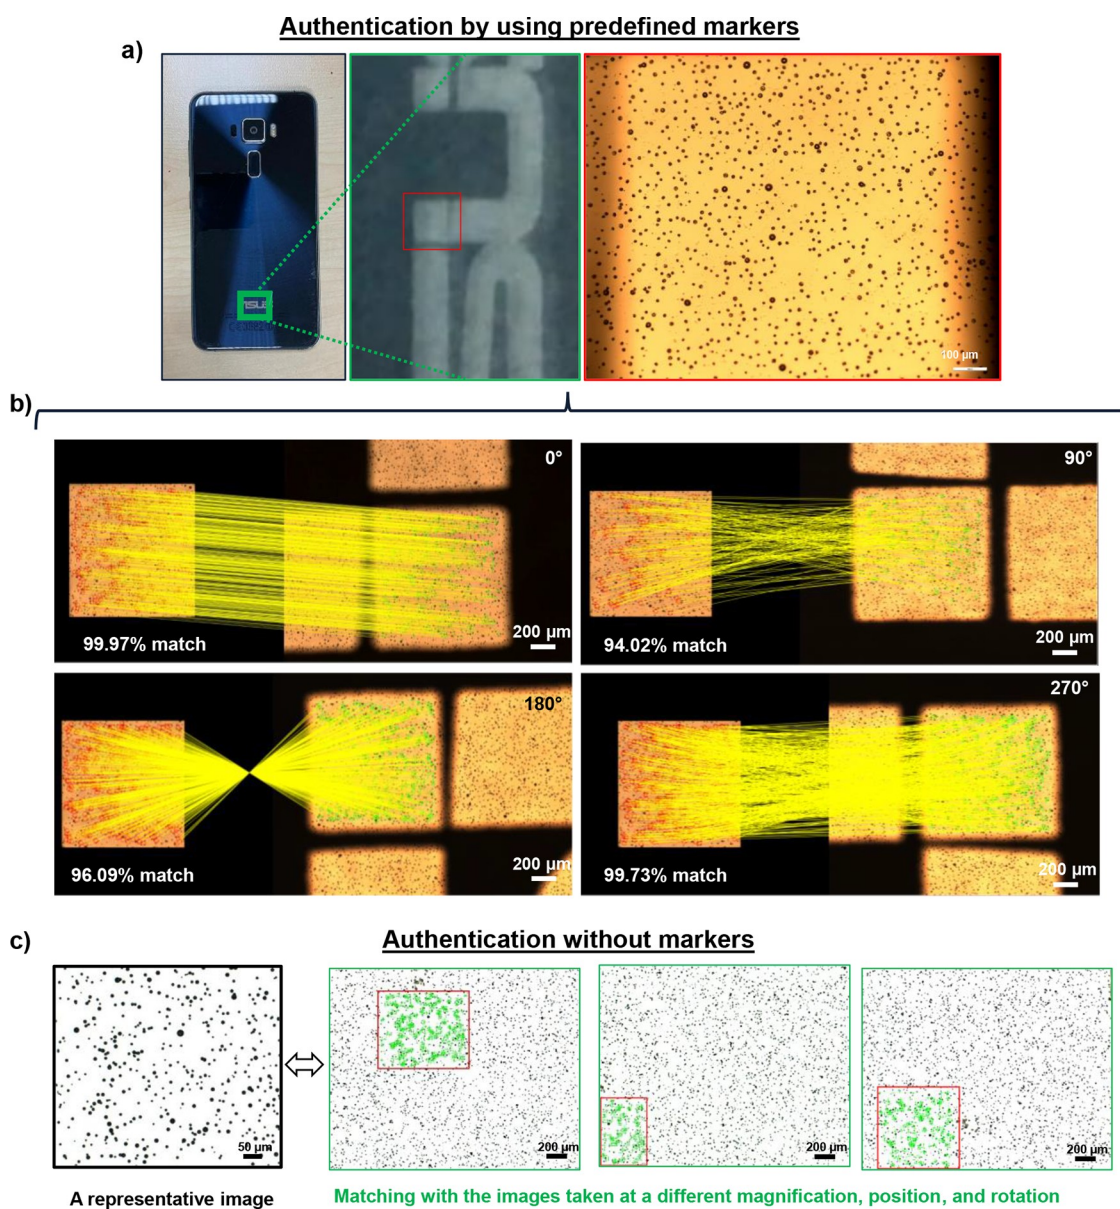 Authentication by using predefined markers
a)
100 µm
b)
0°
99.97% match
200 µm
90°
94.02% match
200 µm
180°
96.09% match
200 µm
270°
99.73% match
200 µm
c)
Authentication without markers
50 µm
200 µm
200 µm
200 µm
A representative image
Matching with the images taken at a different magnification, position, and rotation